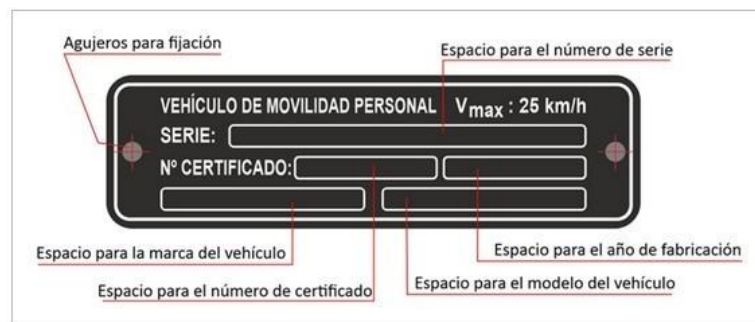 Agujeros para fijación
Espacio para el número de serie
VEHÍCULO DE MOVILIDAD PERSONAL Vmax : 25 km/h
SERIE:
Nº CERTIFICADO:
Espacio para la marca del vehículo
Espacio para el año de fabricación
Espacio para el número de certificado
Espacio para el modelo del vehículo